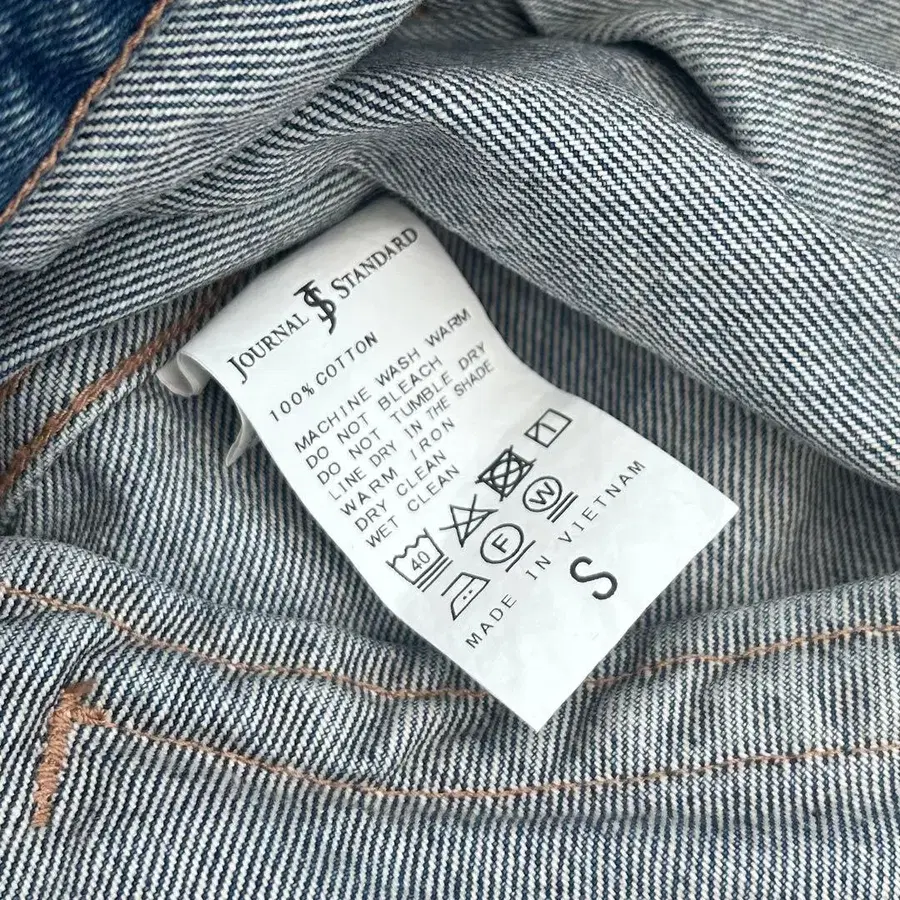 JOURNAL JS STANDARD
100% COTTON
MACHINE WASH WARM
DO NOT BLEACH
DO NOT TUMBLE DRY
LINE DRY IN THE SHADE
WARM IRON
DRY CLEAN
WET CLEAN
40
F W
MADE IN VIETNAM
S